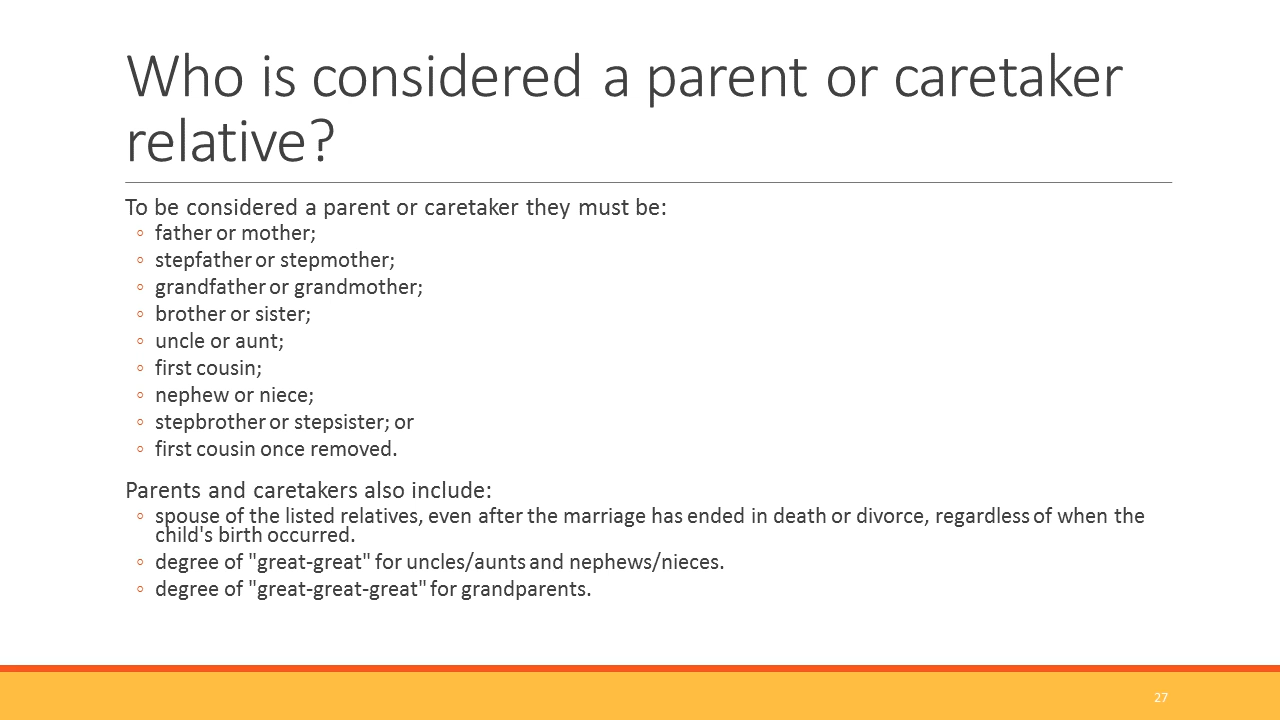 Who is considered a parent or caretaker
relative?
To be considered a parent or caretaker they must be:
◦ father or mother;
◦ stepfather or stepmother;
◦ grandfather or grandmother;
◦ brother or sister;
◦ uncle or aunt;
◦ first cousin;
◦ nephew or niece;
◦ stepbrother or stepsister; or
◦ first cousin once removed.
Parents and caretakers also include:
◦ spouse of the listed relatives, even after the marriage has ended in death or divorce, regardless of when the
child's birth occurred.
◦ degree of "great-great" for uncles/aunts and nephews/nieces.
◦ degree of "great-great-great" for grandparents.
27